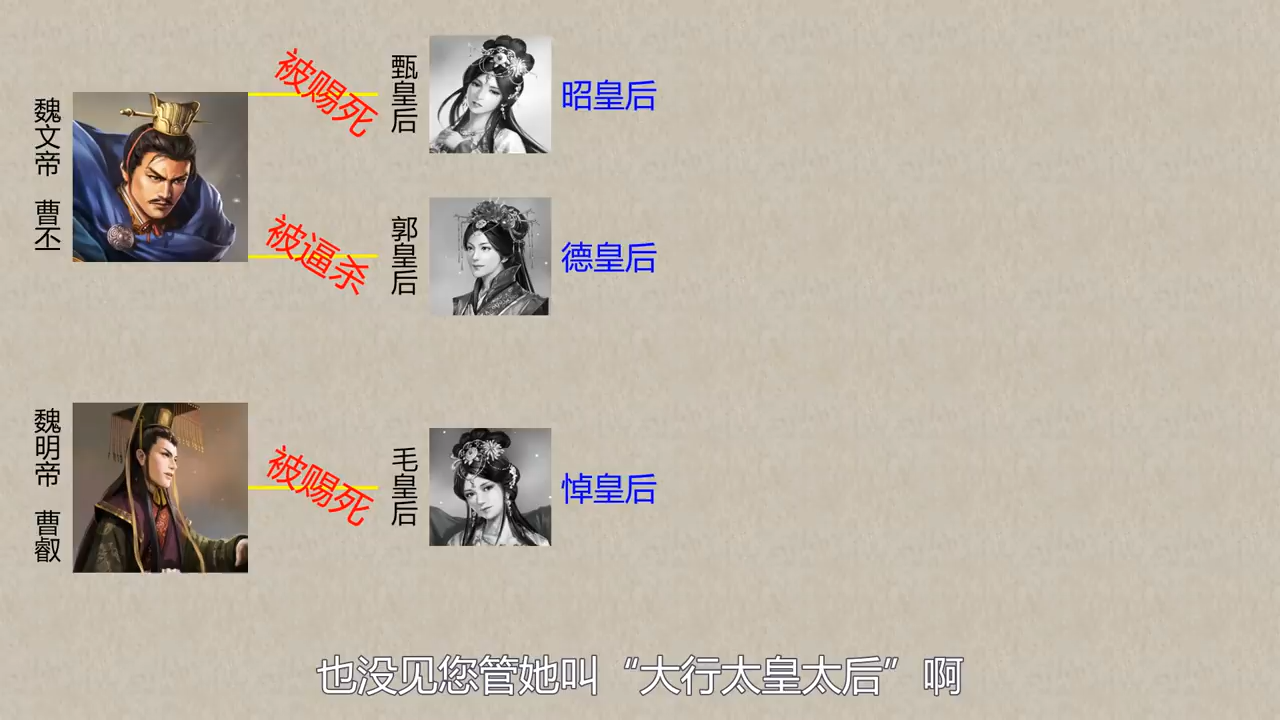 魏文帝 曹丕
被赐死
甄皇后
昭皇后
被逼杀
郭皇后
德皇后
魏明帝 曹叡
被赐死
毛皇后
悼皇后
也没见您管她叫“大行太皇太后”啊